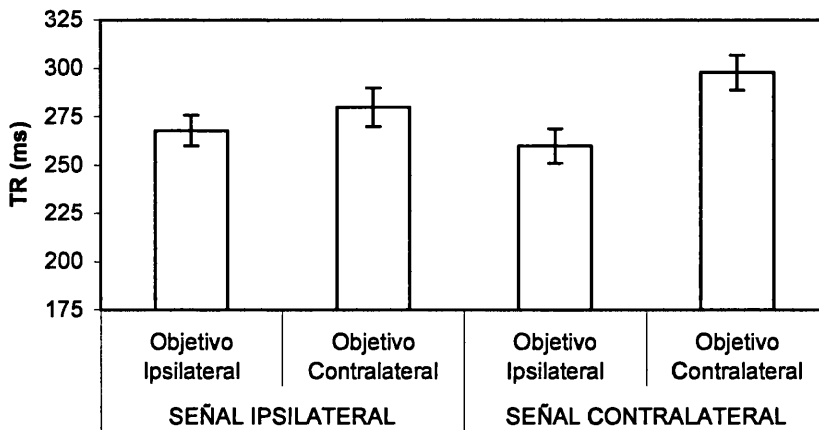 325
300
275
250
225
200
175
TR (ms)
Objetivo Ipsilateral
Objetivo Contralateral
Objetivo Ipsilateral
Objetivo Contralateral
SEÑAL IPSILATERAL
SEÑAL CONTRALATERAL